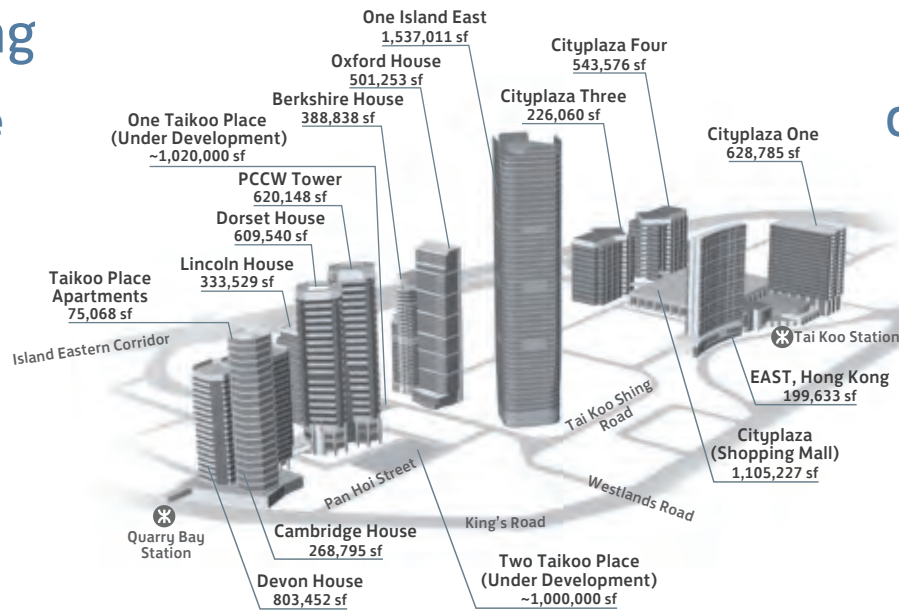 One Island East
1,537,011 sf
Cityplaza Four
543,576 sf
Oxford House
501,253 sf
Berkshire House
388,838 sf
Cityplaza Three
226,060 sf
One Taikoo Place
(Under Development)
~1,020,000 sf
Cityplaza One
628,785 sf
PCCW Tower
620,148 sf
Dorset House
609,540 sf
Lincoln House
333,529 sf
Taikoo Place
Apartments
75,068 sf
Island Eastern Corridor
Tai Koo Station
EAST, Hong Kong
199,633 sf
Tai Koo Shing
Road
Cityplaza
(Shopping Mall)
1,105,227 sf
Pan Hoi Street
Westlands Road
King's Road
Quarry Bay
Station
Cambridge House
268,795 sf
Devon House
803,452 sf
Two Taikoo Place
(Under Development)
~1,000,000 sf